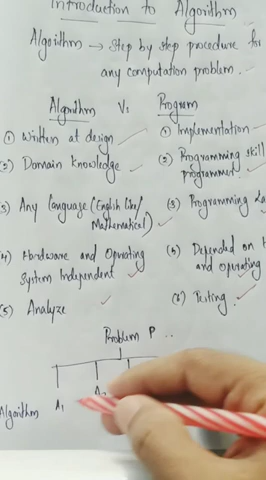 Introduction to Algorithm
Algorithm → Step by step procedure for
any computation problem.
Algorithm Vs Program
(1) Written at design (1) Implementation
(2) Domain Knowledge (2) Programming skill
programmer
(3) Any language (English like/ (3) Programming La
Mathematical)
(4) Hardware and Operating (4) Depended on H
System Independent and operating
(5) Analyze (5) Testing
Problem P
Algorithm A1 A2